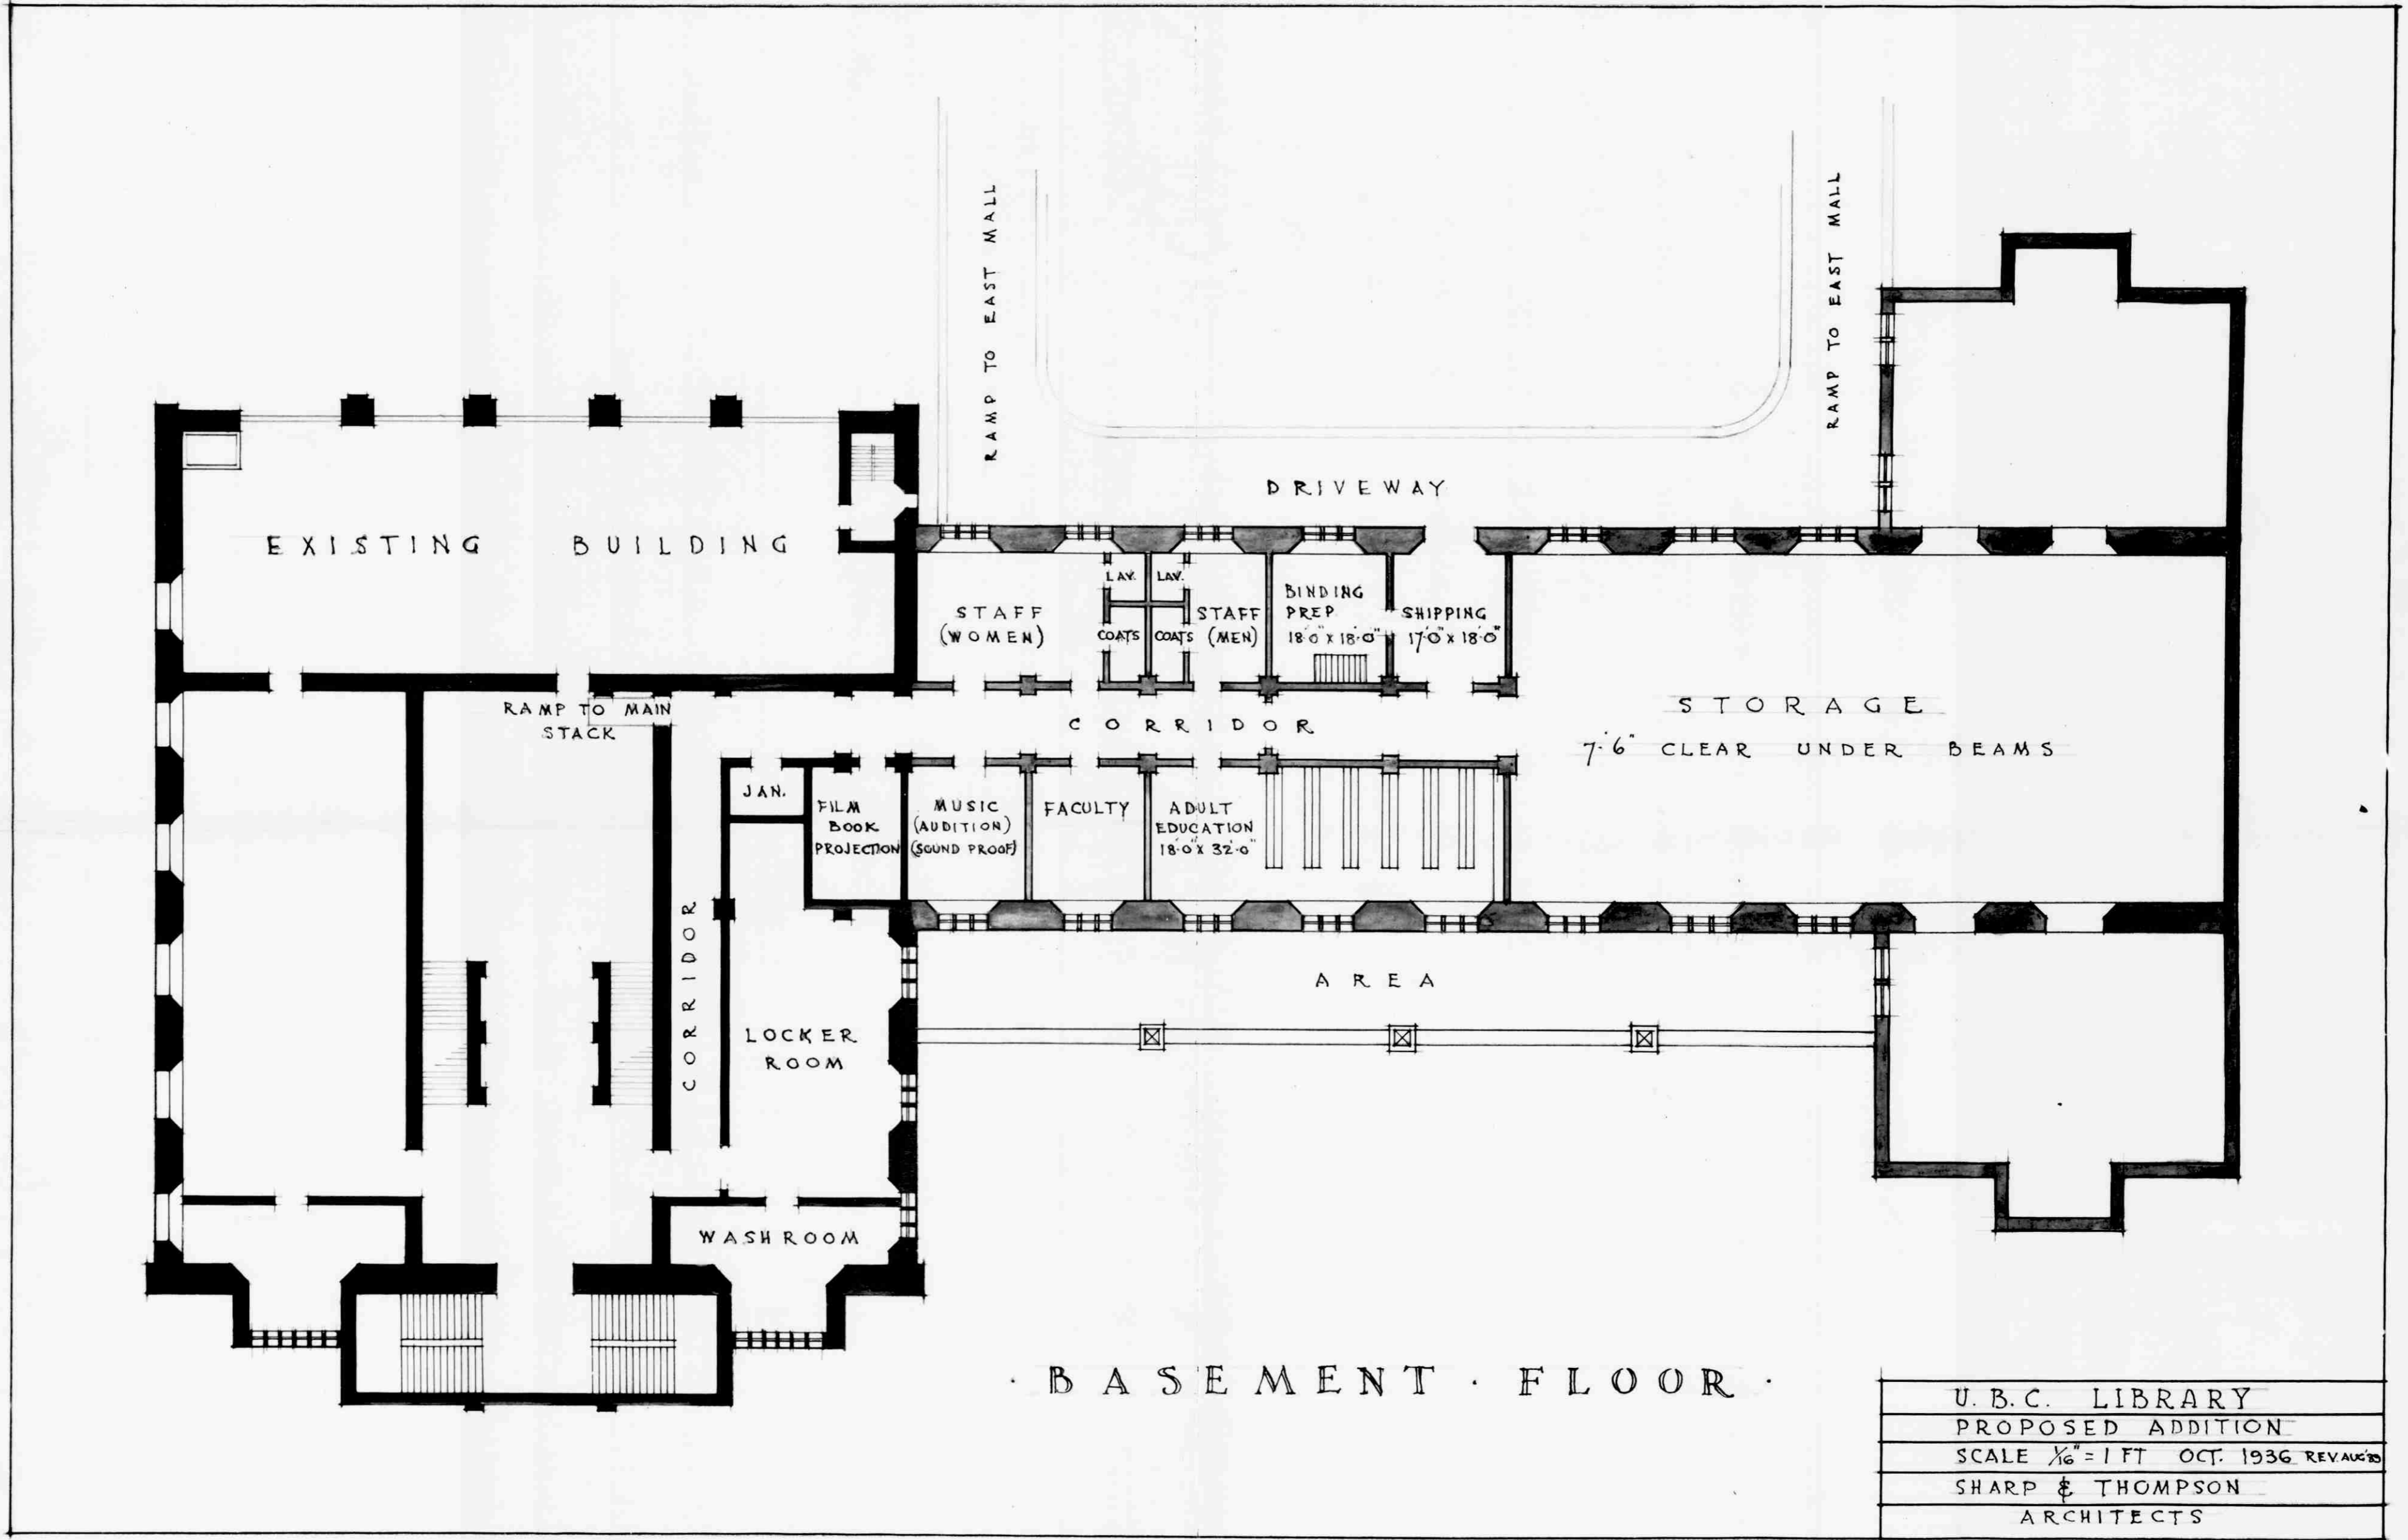 RAMP TO EAST MALL
RAMP TO EAST MALL
DRIVEWAY
EXISTING BUILDING
STAFF
(WOMEN)
LAV.
COATS
LAV.
COATS
STAFF
(MEN)
BINDING
PREP.
18'-0" X 18'-0"
SHIPPING
17'-0" X 18'-0"
RAMP TO MAIN
STACK
CORRIDOR
STORAGE
7'-6" CLEAR UNDER BEAMS
JAN.
FILM
BOOK
PROJECTION
MUSIC
(AUDITION)
(SOUND PROOF)
FACULTY
ADULT
EDUCATION
18'-0" X 32'-0"
CORRIDOR
LOCKER
ROOM
AREA
WASHROOM
· BASEMENT · FLOOR ·
U.B.C. LIBRARY
PROPOSED ADDITION
SCALE 1/16" = 1 FT OCT. 1936 REV. AUG
SHARP & THOMPSON
ARCHITECTS